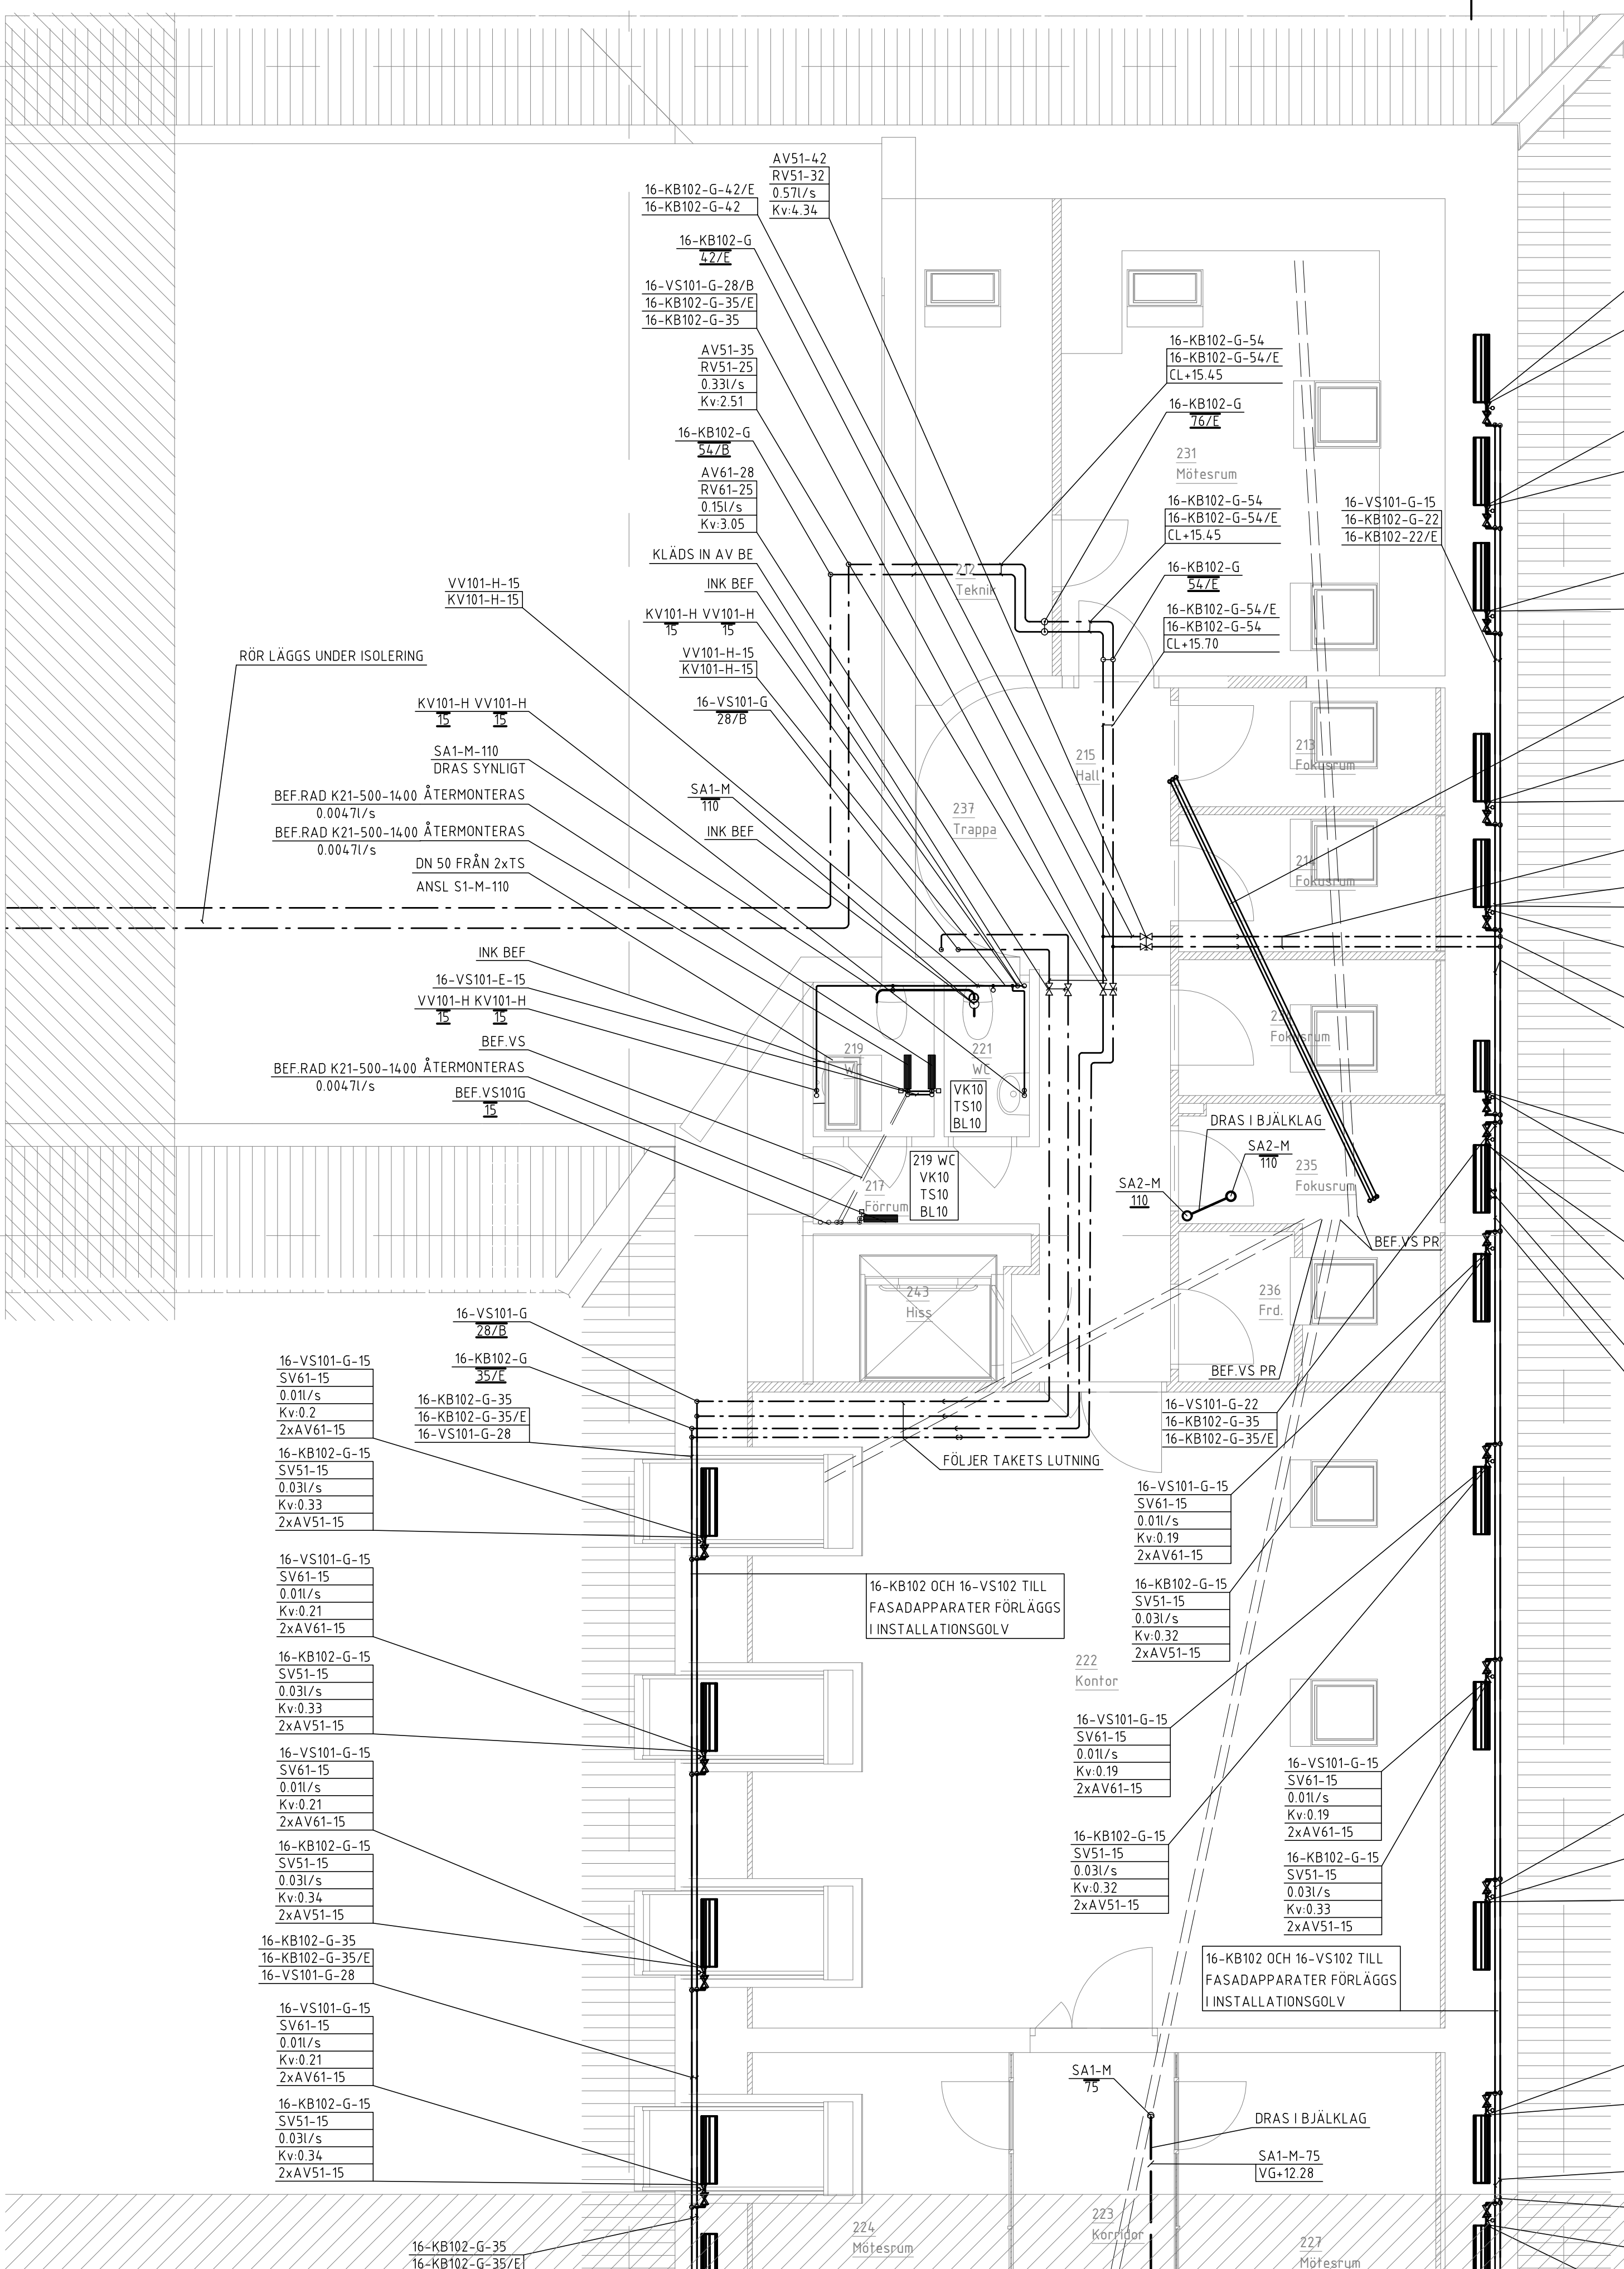 AV51-42
RV51-32
0.57l/s
Kv:4.34
16-KB102-G-42/E
16-KB102-G-42
16-KB102-G
42/E
16-VS101-G-28/B
16-KB102-G-35/E
16-KB102-G-35
AV51-35
RV51-25
0.33l/s
Kv:2.51
16-KB102-G
54/B
AV61-28
RV61-25
0.15l/s
Kv:3.05
KLÄDS IN AV BE
INK BEF
KV101-H VV101-H
15 15
VV101-H-15
KV101-H-15
16-VS101-G
28/B
VV101-H-15
KV101-H-15
RÖR LÄGGS UNDER ISOLERING
KV101-H VV101-H
15 15
SA1-M-110
DRAS SYNLIGT
BEF.RAD K21-500-1400 ÅTERMONTERAS
0.0047l/s
BEF.RAD K21-500-1400 ÅTERMONTERAS
0.0047l/s
DN 50 FRÅN 2xTS
ANSL S1-M-110
SA1-M
110
INK BEF
INK BEF
16-VS101-E-15
VV101-H KV101-H
15 15
BEF.VS
BEF.RAD K21-500-1400 ÅTERMONTERAS
0.0047l/s
BEF.VS101G
15
16-KB102-G-54
16-KB102-G-54/E
CL+15.45
16-KB102-G
76/E
231
Mötesrum
16-KB102-G-54
16-KB102-G-54/E
CL+15.45
16-KB102-G
54/E
16-KB102-G-54/E
16-KB102-G-54
CL+15.70
16-VS101-G-15
16-KB102-G-22
16-KB102-22/E
Teknik
215
Hall
237
Trappa
213
Fokusrum
214
Fokusrum
Fokusrum
235
Fokusrum
236
Frd.
219
WC
221
WC
VK10
TS10
BL10
219 WC
VK10
TS10
BL10
217
Förrum
243
Hiss
DRAS I BJÄLKLAG
SA2-M
110
SA2-M
110
BEF.VS PR
BEF.VS PR
16-VS101-G
28/B
16-KB102-G
35/E
16-KB102-G-35
16-KB102-G-35/E
16-VS101-G-28
FÖLJER TAKETS LUTNING
16-VS101-G-22
16-KB102-G-35
16-KB102-G-35/E
16-VS101-G-15
SV61-15
0.01l/s
Kv:0.2
2xAV61-15
16-KB102-G-15
SV51-15
0.03l/s
Kv:0.33
2xAV51-15
16-VS101-G-15
SV61-15
0.01l/s
Kv:0.21
2xAV61-15
16-KB102-G-15
SV51-15
0.03l/s
Kv:0.33
2xAV51-15
16-VS101-G-15
SV61-15
0.01l/s
Kv:0.21
2xAV61-15
16-KB102-G-15
SV51-15
0.03l/s
Kv:0.34
2xAV51-15
16-KB102-G-35
16-KB102-G-35/E
16-VS101-G-28
16-VS101-G-15
SV61-15
0.01l/s
Kv:0.21
2xAV61-15
16-KB102-G-15
SV51-15
0.03l/s
Kv:0.34
2xAV51-15
16-KB102-G-35
16-KB102-G-35/E
16-KB102 OCH 16-VS102 TILL
FASADAPPARATER FÖRLÄGGS
I INSTALLATIONSGOLV
16-VS101-G-15
SV61-15
0.01l/s
Kv:0.19
2xAV61-15
16-KB102-G-15
SV51-15
0.03l/s
Kv:0.32
2xAV51-15
222
Kontor
16-VS101-G-15
SV61-15
0.01l/s
Kv:0.19
2xAV61-15
16-KB102-G-15
SV51-15
0.03l/s
Kv:0.32
2xAV51-15
16-VS101-G-15
SV61-15
0.01l/s
Kv:0.19
2xAV61-15
16-KB102-G-15
SV51-15
0.03l/s
Kv:0.33
2xAV51-15
16-KB102 OCH 16-VS102 TILL
FASADAPPARATER FÖRLÄGGS
I INSTALLATIONSGOLV
SA1-M
75
DRAS I BJÄLKLAG
SA1-M-75
VG+12.28
224
Mötesrum
223
Korridor
227
Mötesrum